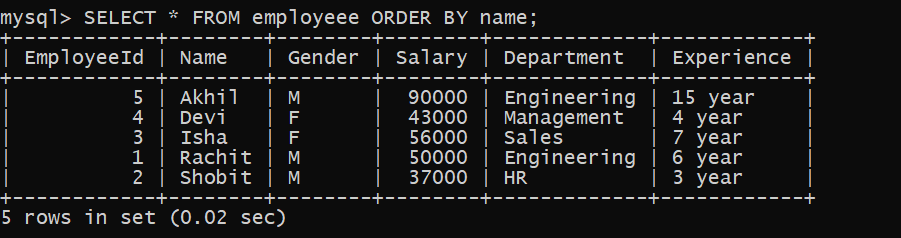 mysql> SELECT * FROM employeee ORDER BY name;
+------------+--------+--------+--------+-------------+------------+
| EmployeeId | Name   | Gender | Salary | Department  | Experience |
+------------+--------+--------+--------+-------------+------------+
|          5 | Akhil  | M      |  90000 | Engineering | 15 year    |
|          4 | Devi   | F      |  43000 | Management  | 4 year     |
|          3 | Isha   | F      |  56000 | Sales       | 7 year     |
|          1 | Rachit | M      |  50000 | Engineering | 6 year     |
|          2 | Shobit | M      |  37000 | HR          | 3 year     |
+------------+--------+--------+--------+-------------+------------+
5 rows in set (0.02 sec)